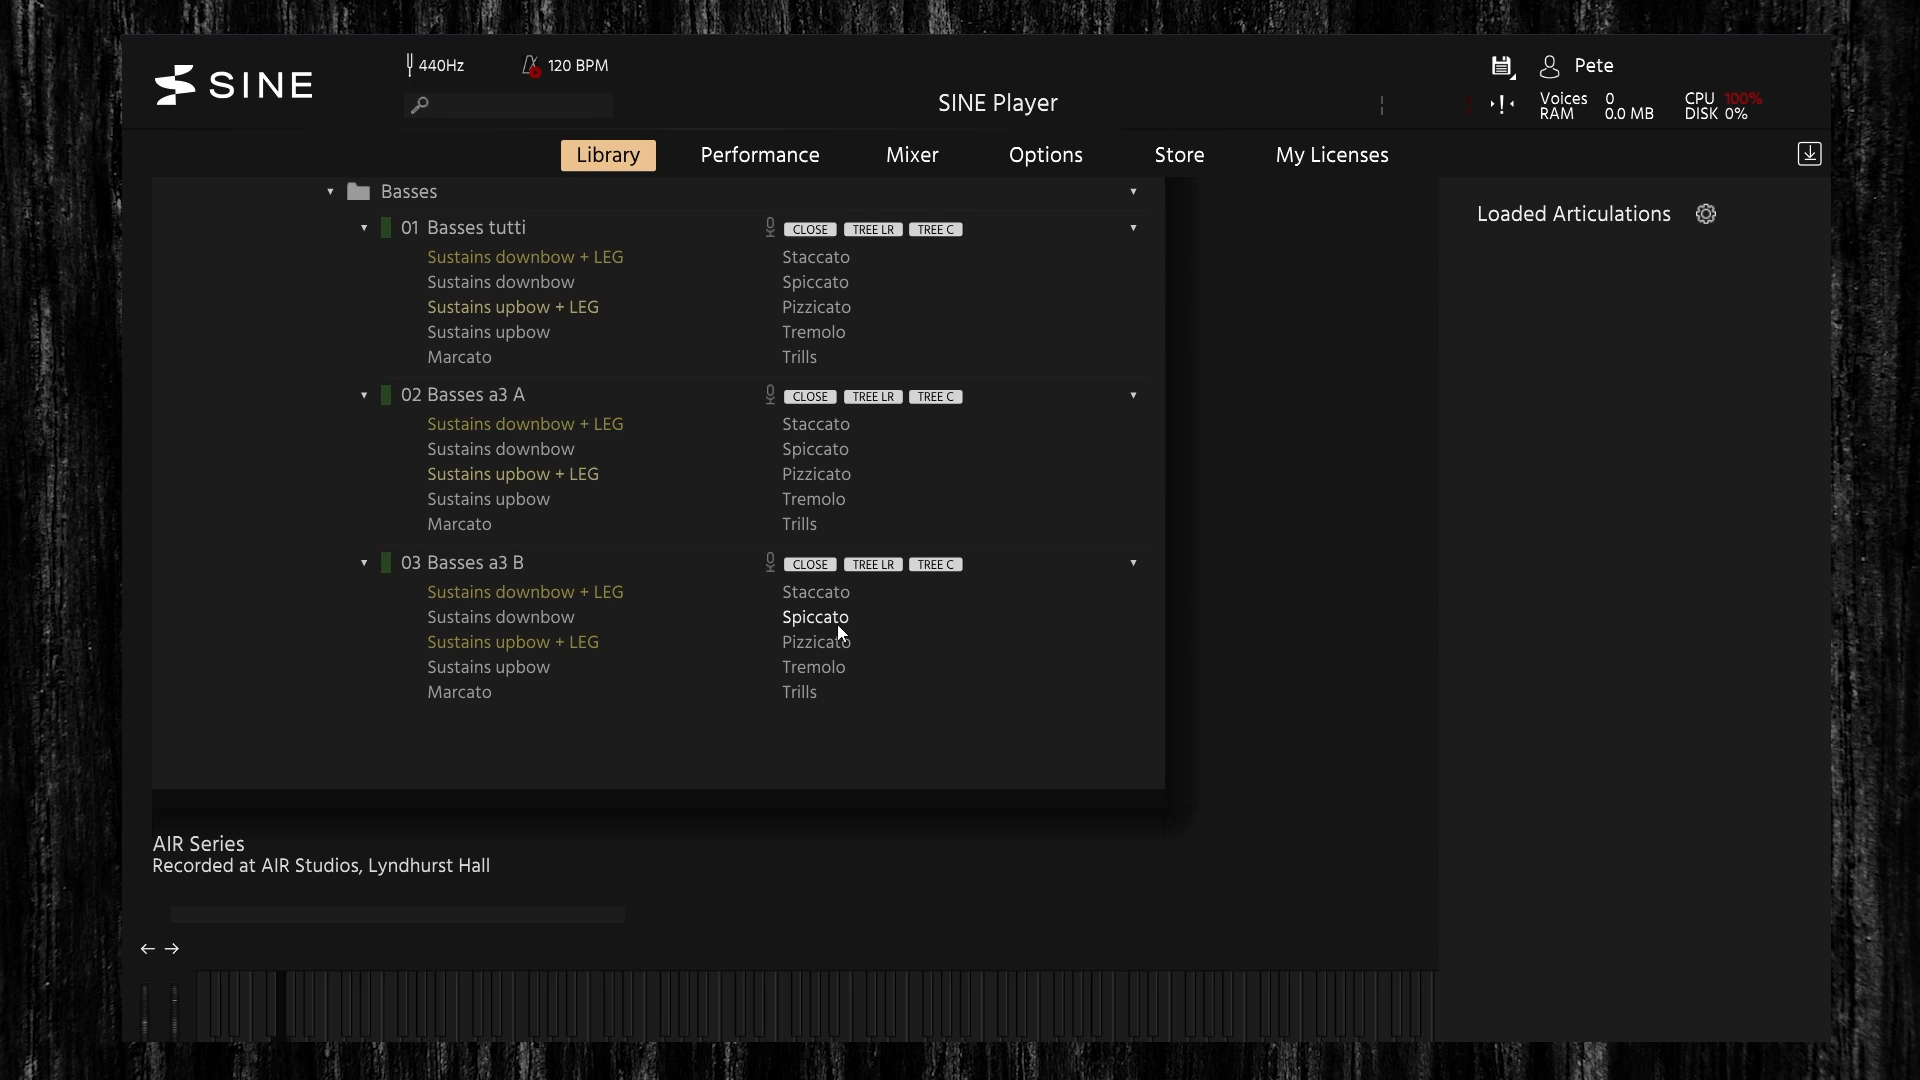 SINE
440Hz
120 BPM
SINE Player
Pete
Voices 0
RAM 0.0 MB
CPU 100%
DISK 0%
Library Performance Mixer Options Store My Licenses
Basses
01 Basses tutti CLOSE TREE LR TREE C
Sustains downbow + LEG Staccato
Sustains downbow Spiccato
Sustains upbow + LEG Pizzicato
Sustains upbow Tremolo
Marcato Trills
02 Basses a3 A CLOSE TREE LR TREE C
Sustains downbow + LEG Staccato
Sustains downbow Spiccato
Sustains upbow + LEG Pizzicato
Sustains upbow Tremolo
Marcato Trills
03 Basses a3 B CLOSE TREE LR TREE C
Sustains downbow + LEG Staccato
Sustains downbow Spiccato
Sustains upbow + LEG Pizzicato
Sustains upbow Tremolo
Marcato Trills
Loaded Articulations
AIR Series
Recorded at AIR Studios, Lyndhurst Hall